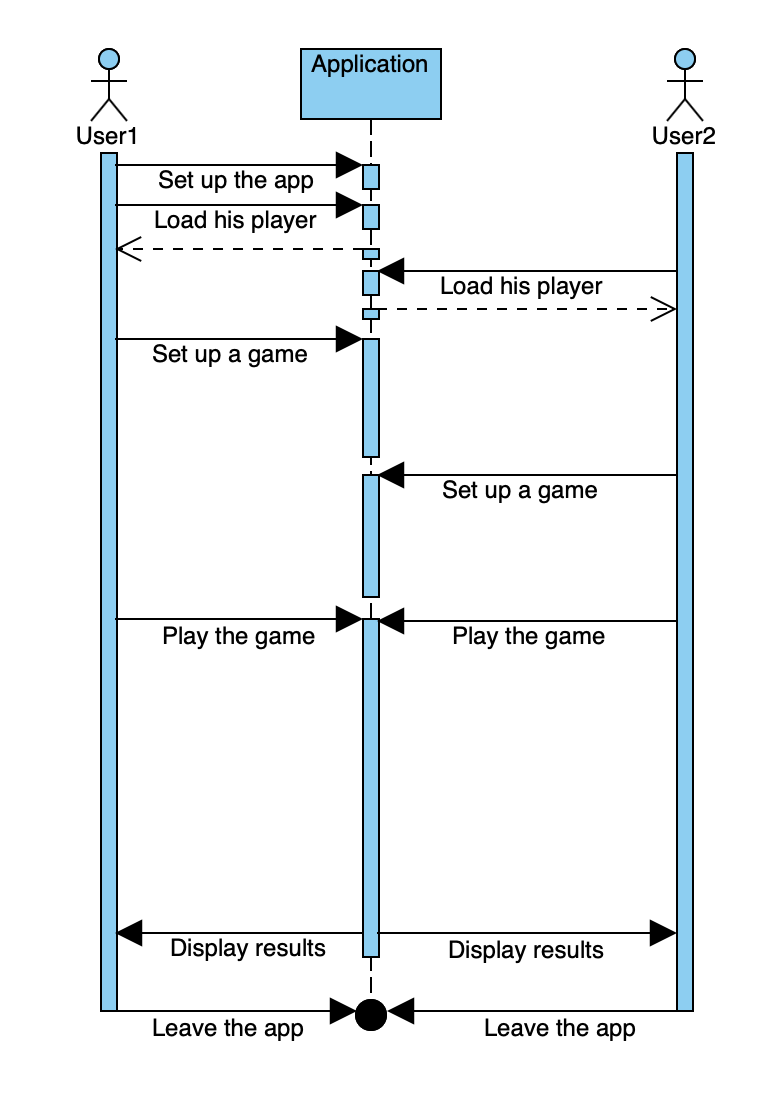 Application
User1
User2
Set up the app
Load his player
Load his player
Set up a game
Set up a game
Play the game
Play the game
Display results
Display results
Leave the app
Leave the app